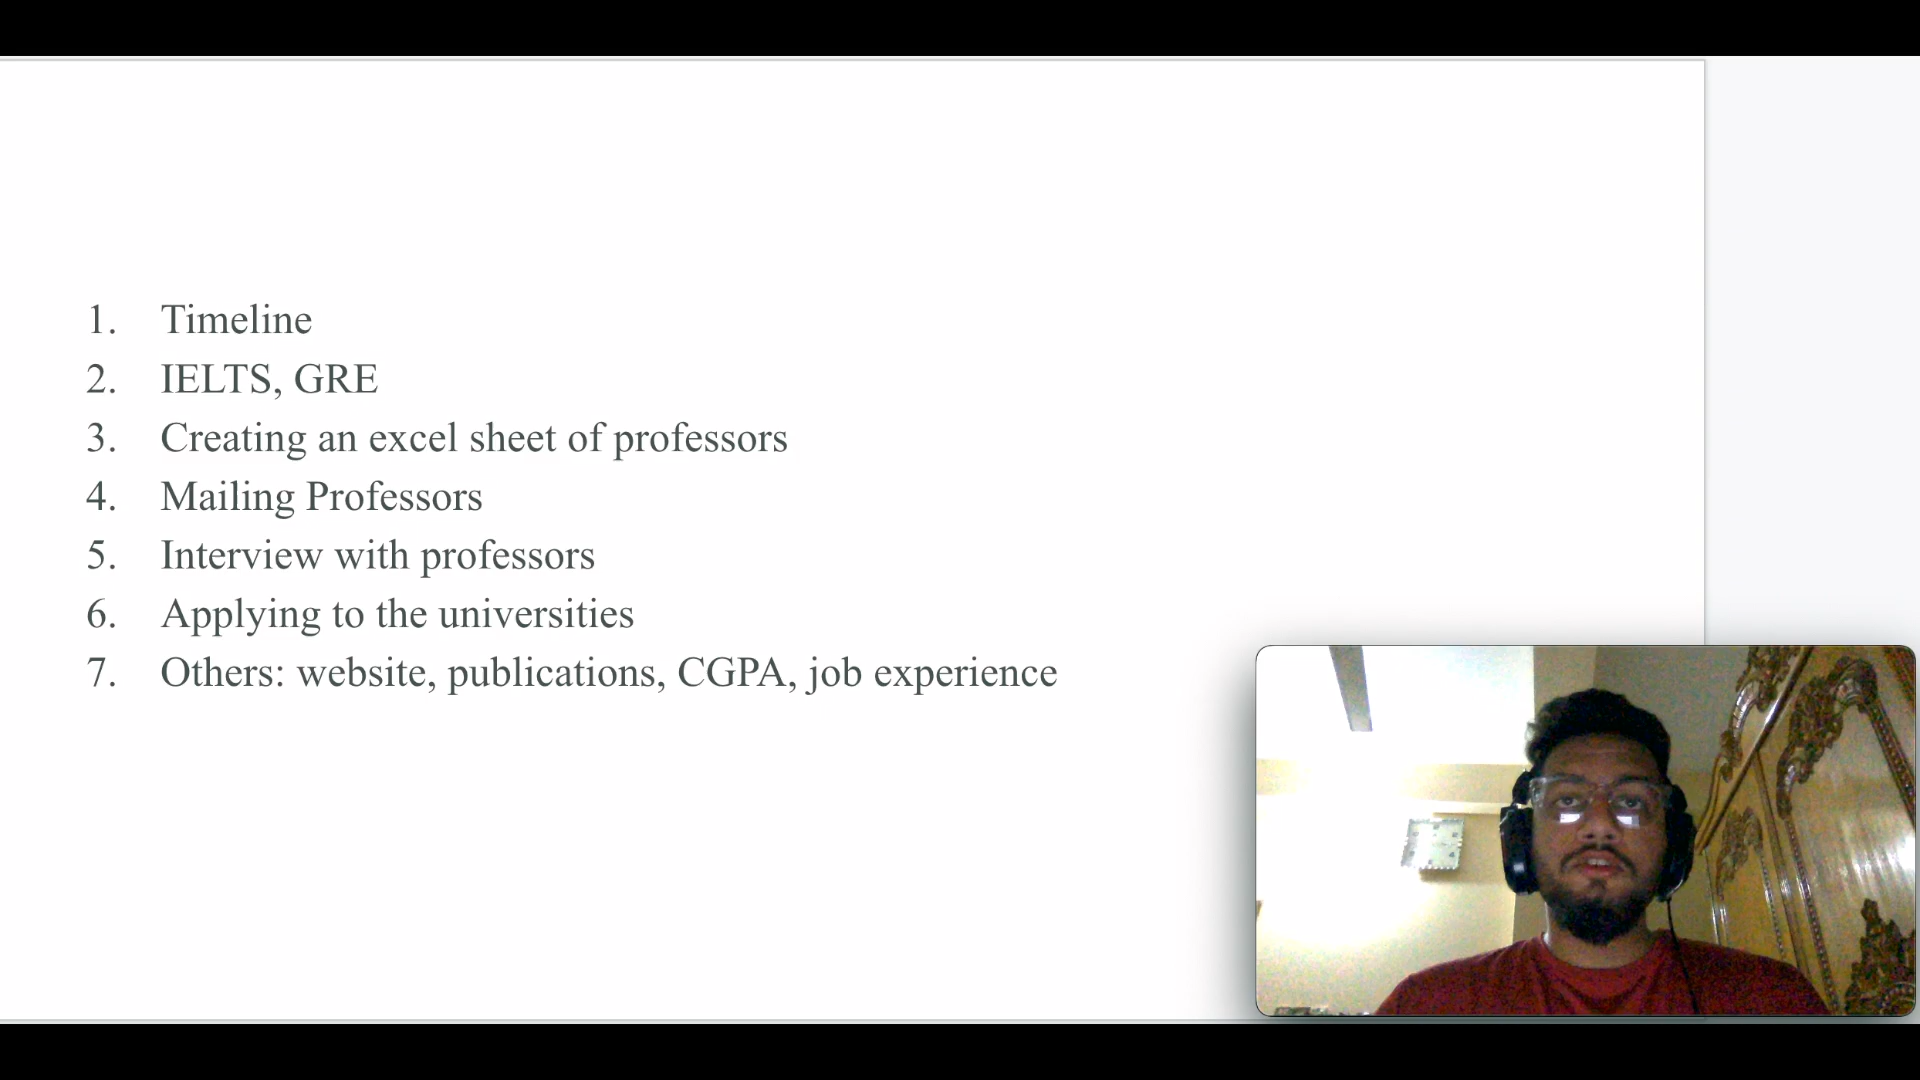 1. Timeline
2. IELTS, GRE
3. Creating an excel sheet of professors
4. Mailing Professors
5. Interview with professors
6. Applying to the universities
7. Others: website, publications, CGPA, job experience